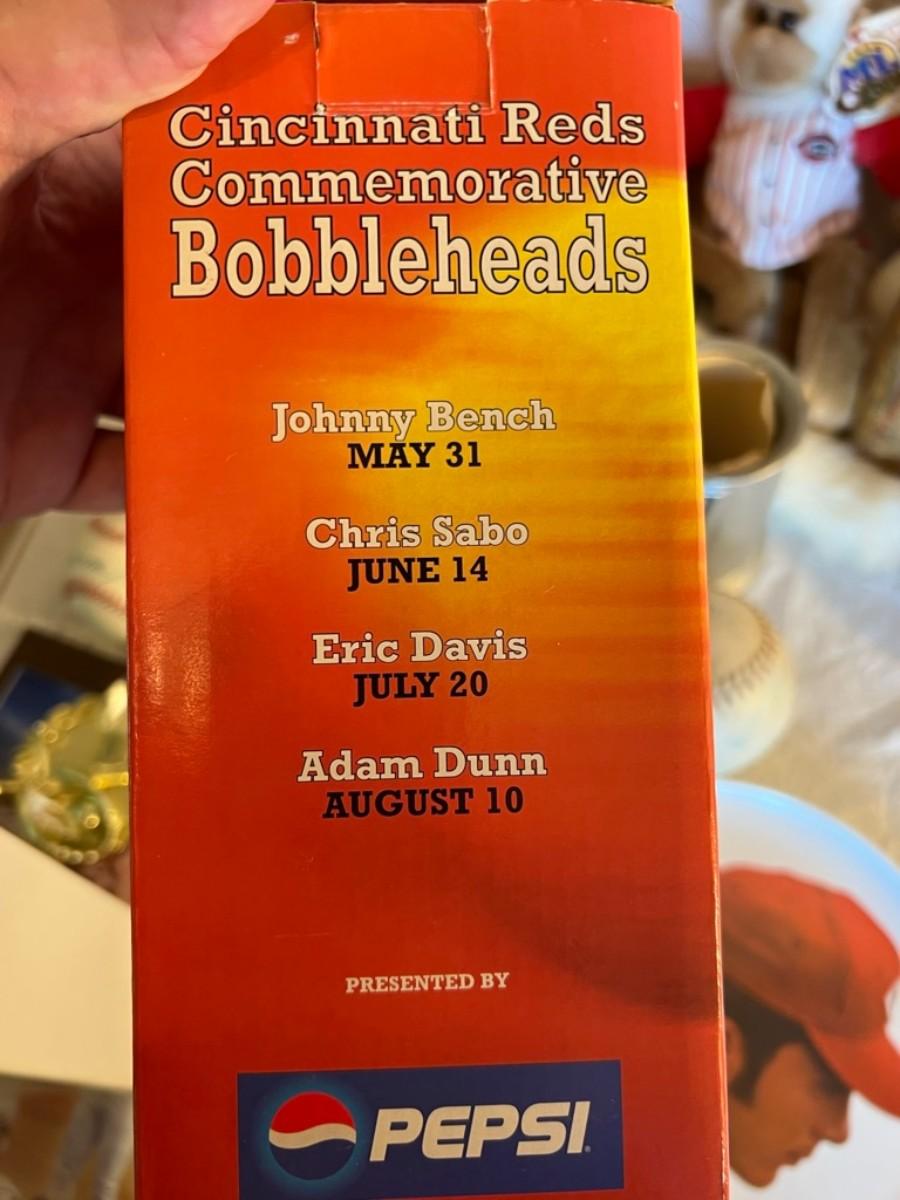 Cincinnati Reds
Commemorative
Bobbleheads
Johnny Bench
MAY 31
Chris Sabo
JUNE 14
Eric Davis
JULY 20
Adam Dunn
AUGUST 10
PRESENTED BY
PEPSI